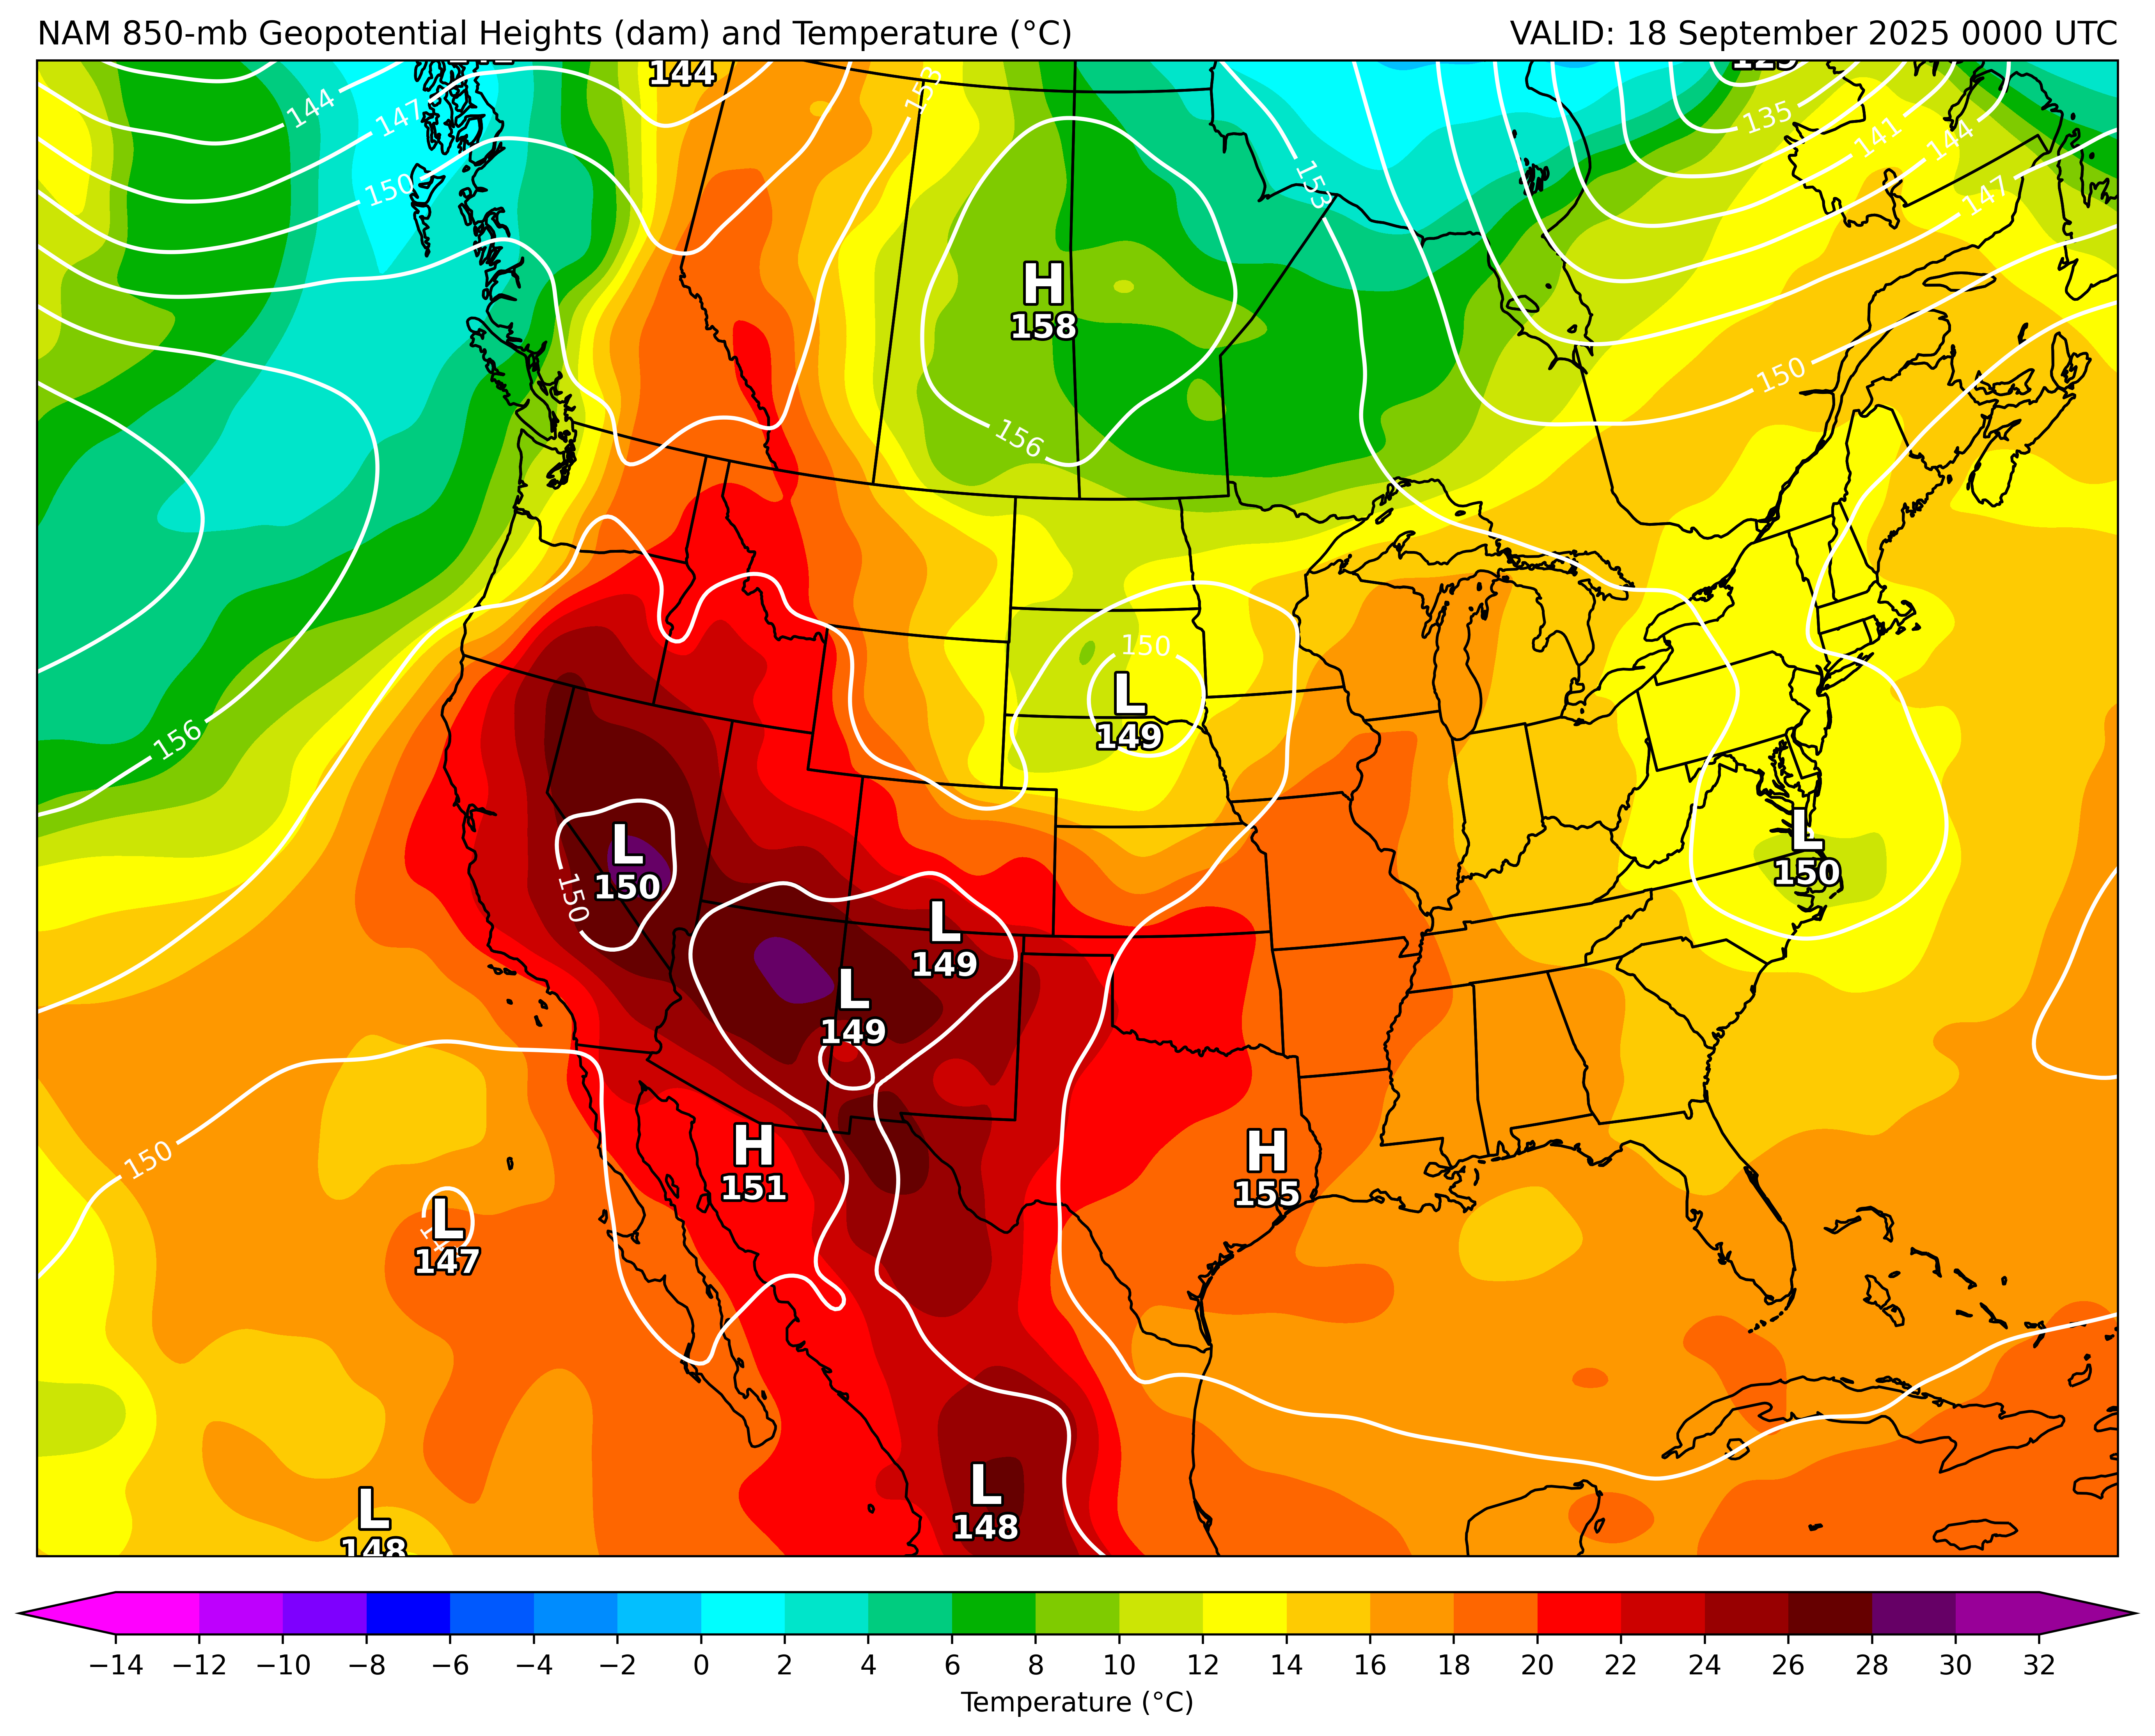 NAM 850-mb Geopotential Heights (dam) and Temperature (°C)
VALID: 18 September 2025 0000 UTC
144
153
144
147
135
141
144
150
153
147
H
158
150
156
150
L
149
156
L
150
L
150
150
L
149
L
149
H
151
H
155
150
L
147
L
148
L
148
−14 −12 −10 −8 −6 −4 −2 0 2 4 6 8 10 12 14 16 18 20 22 24 26 28 30 32
Temperature (°C)